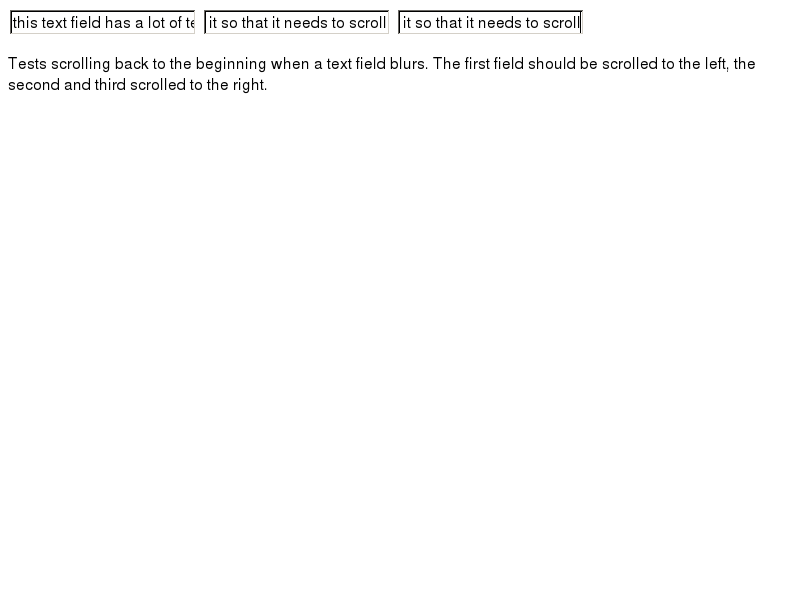 this text field has a lot of te it so that it needs to scroll it so that it needs to scroll
Tests scrolling back to the beginning when a text field blurs. The first field should be scrolled to the left, the
second and third scrolled to the right.